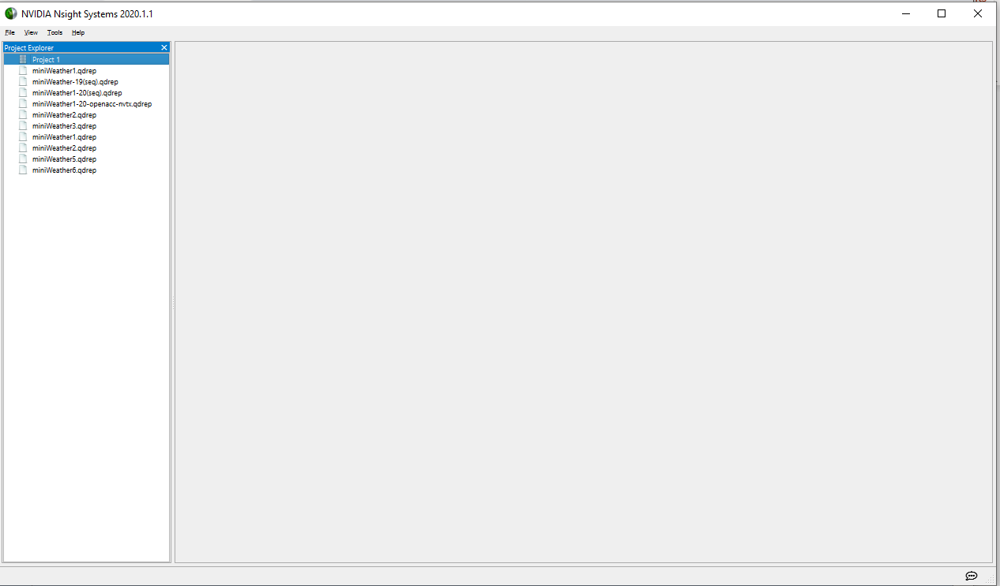 NVIDIA Nsight Systems 2020.1.1
File View Tools Help
Project Explorer
Project 1
miniWeather1.qdrep
miniWeather-19(seq).qdrep
miniWeather1-20(seq).qdrep
miniWeather1-20-openacc-nvtx.qdrep
miniWeather2.qdrep
miniWeather3.qdrep
miniWeather1.qdrep
miniWeather2.qdrep
miniWeather5.qdrep
miniWeather6.qdrep